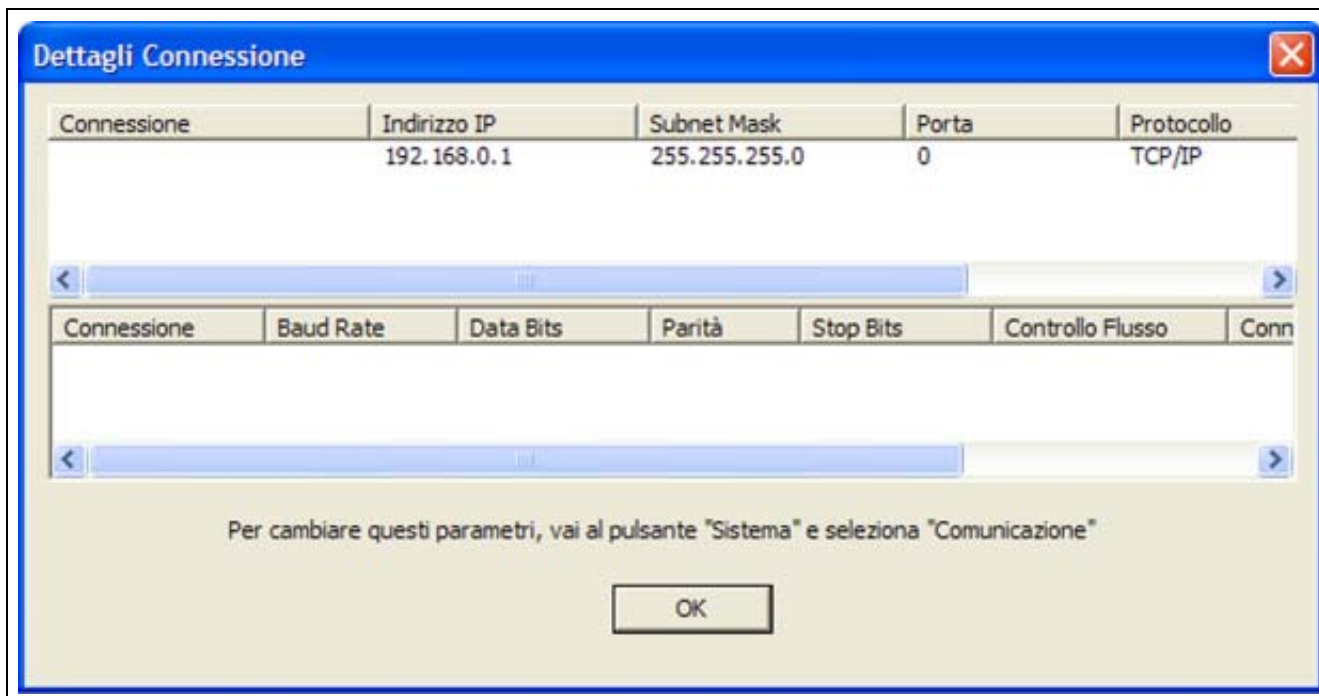 Dettagli Connessione
Connessione Indirizzo IP Subnet Mask Porta Protocollo
192.168.0.1 255.255.255.0 0 TCP/IP
Connessione Baud Rate Data Bits Parità Stop Bits Controllo Flusso Conn
Per cambiare questi parametri, vai al pulsante "Sistema" e seleziona "Comunicazione"
OK